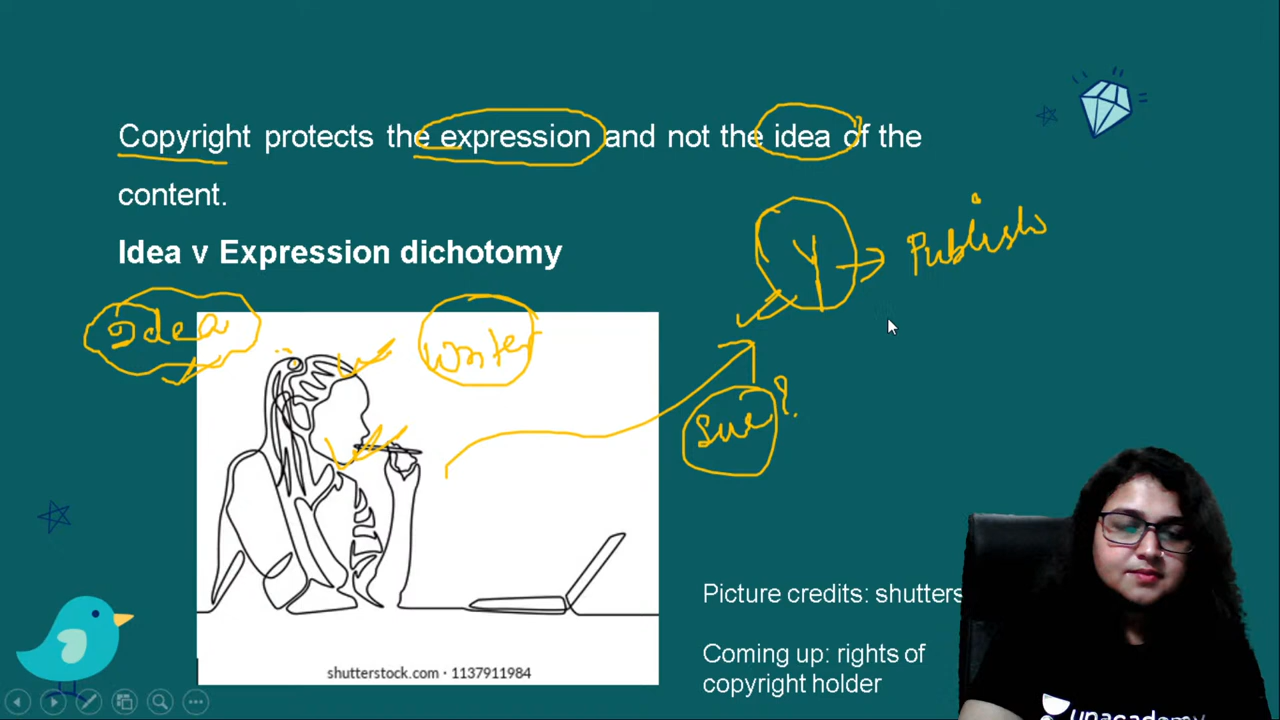 Copyright protects the expression and not the idea of the
content.
Idea v Expression dichotomy
Y
Publish
Idea
Writer
Sue?
Picture credits: shutters
Coming up: rights of
copyright holder
shutterstock.com · 1137911984
unacademy